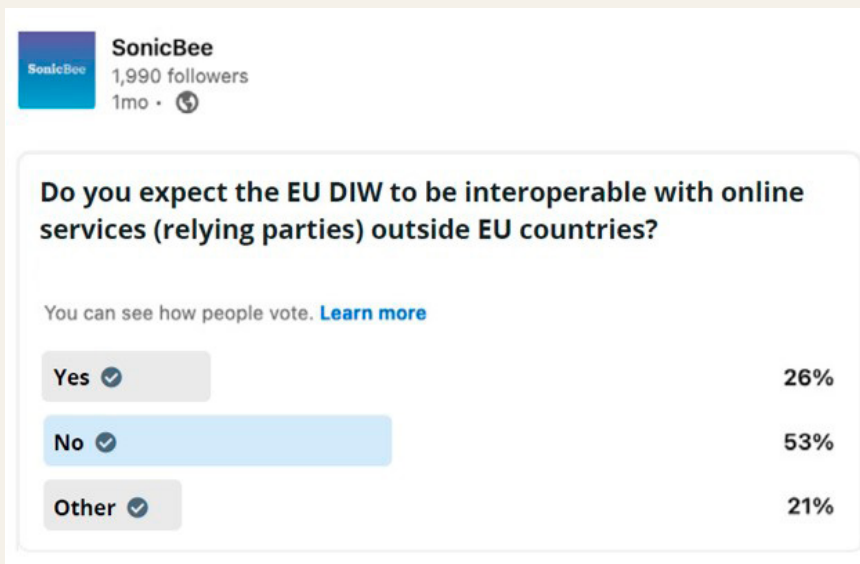 SonicBee
SonicBee
1,990 followers
1mo •
Do you expect the EU DIW to be interoperable with online
services (relying parties) outside EU countries?
You can see how people vote. Learn more
Yes 26%
No 53%
Other 21%